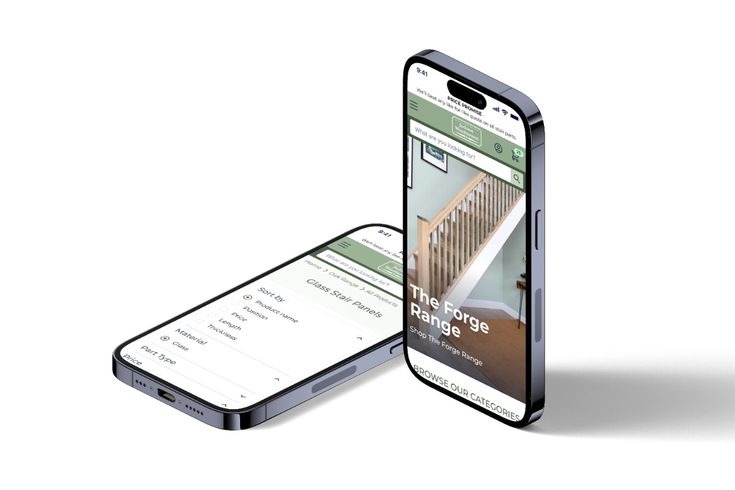 9:41
PRICE PROMISE
We'll beat any like for like quote on all stair parts.
What are you looking for?
The Forge
Range
Shop The Forge Range
BROWSE OUR CATEGORIES
9:41
What are you looking for?
Home > Oak Range > All Products
Glass Stair Panels
Sort by
Product name
Position
Price
Length
Thickness
Material
Glass
Part Type
Price